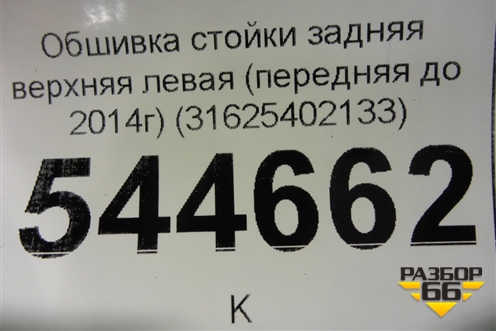 Обшивка стойки задняя
верхняя левая (передняя до
2014г) (31625402133)
544662
К
РАЗБОР
66